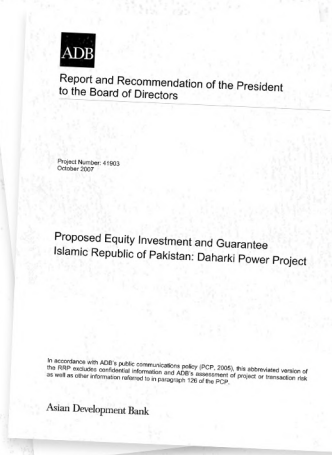 ADB
Report and Recommendation of the President
to the Board of Directors
Project Number: 41903
October 2007
Proposed Equity Investment and Guarantee
Islamic Republic of Pakistan: Daharki Power Project
In accordance with ADB's public communications policy (PCP, 2005), this abbreviated version of
the RRP excludes confidential information and ADB's assessment of project or transaction risk
as well as other information referred to in paragraph 126 of the PCP.
Asian Development Bank